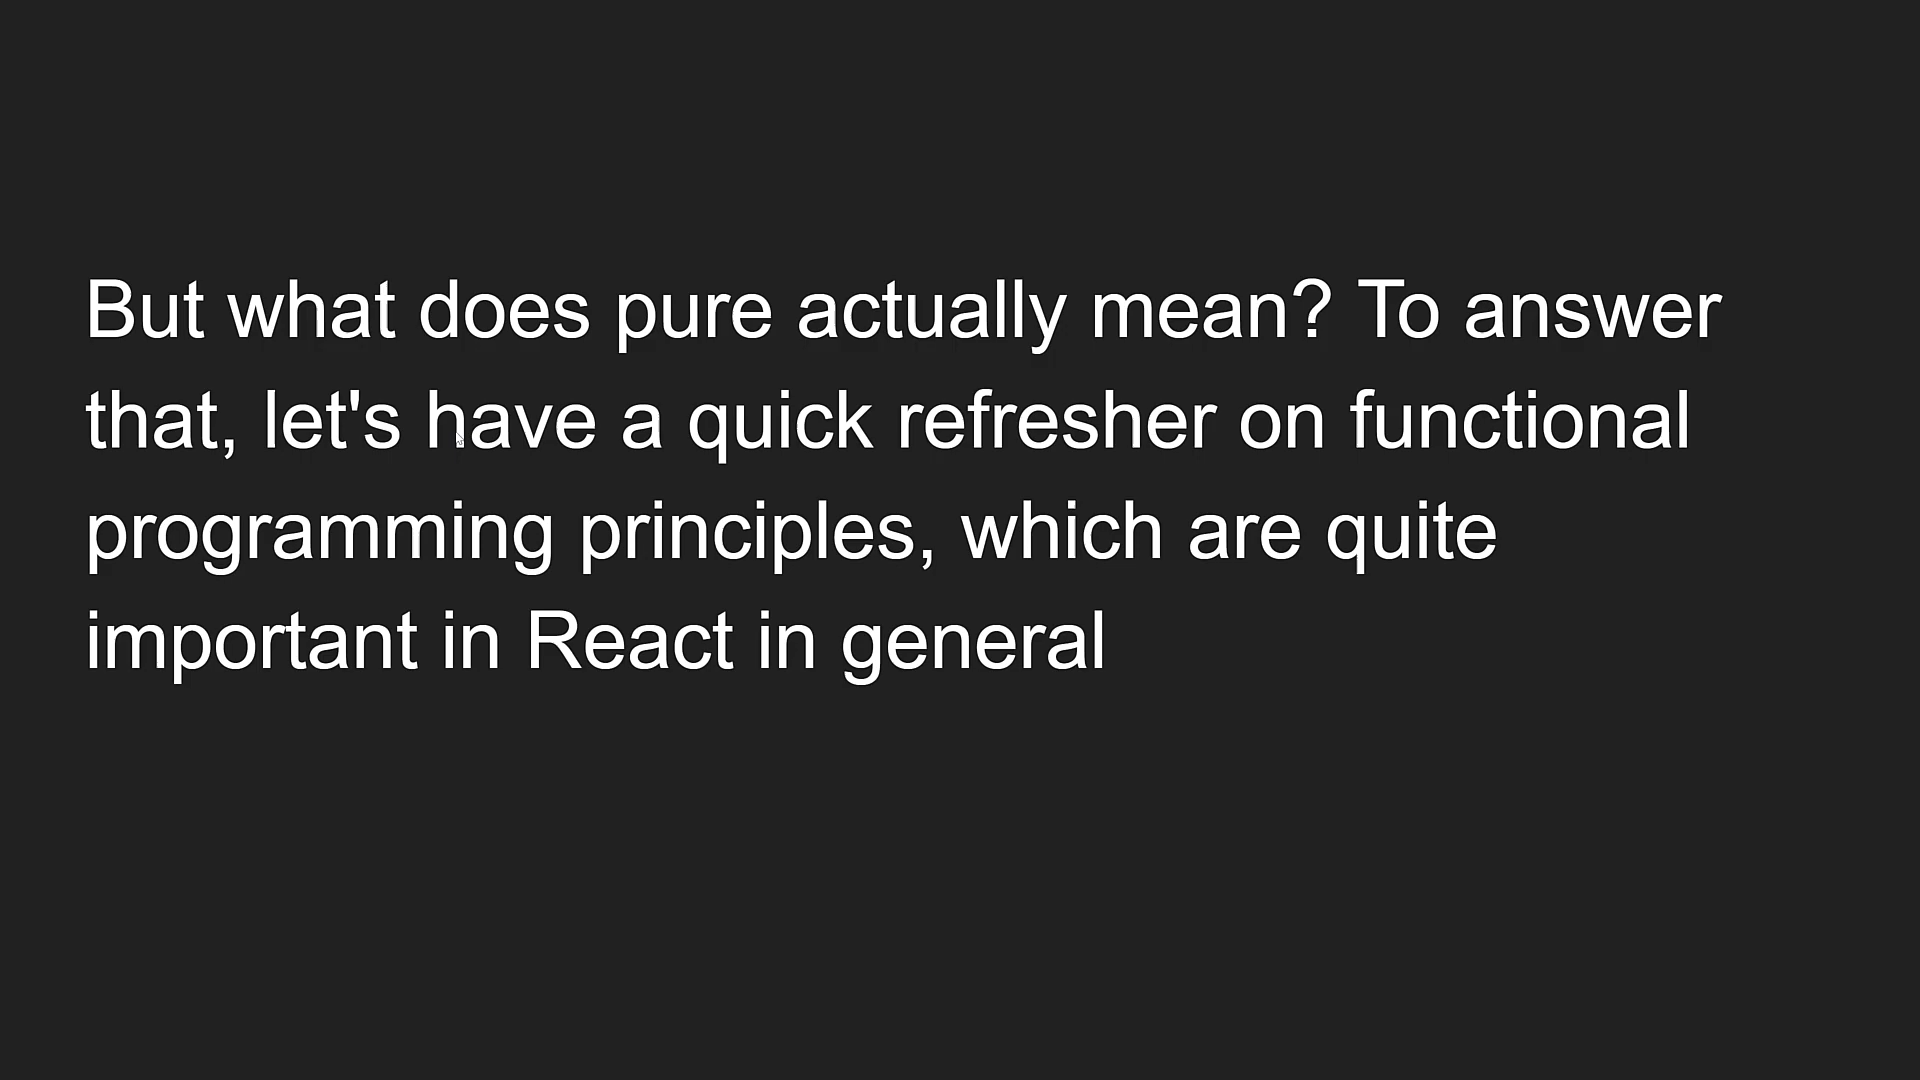 But what does pure actually mean? To answer
that, let's have a quick refresher on functional
programming principles, which are quite
important in React in general